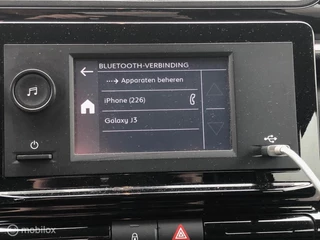 BLUETOOTH-VERBINDING
Apparaten beheren
iPhone (226)
Galaxy J3
© mobilox